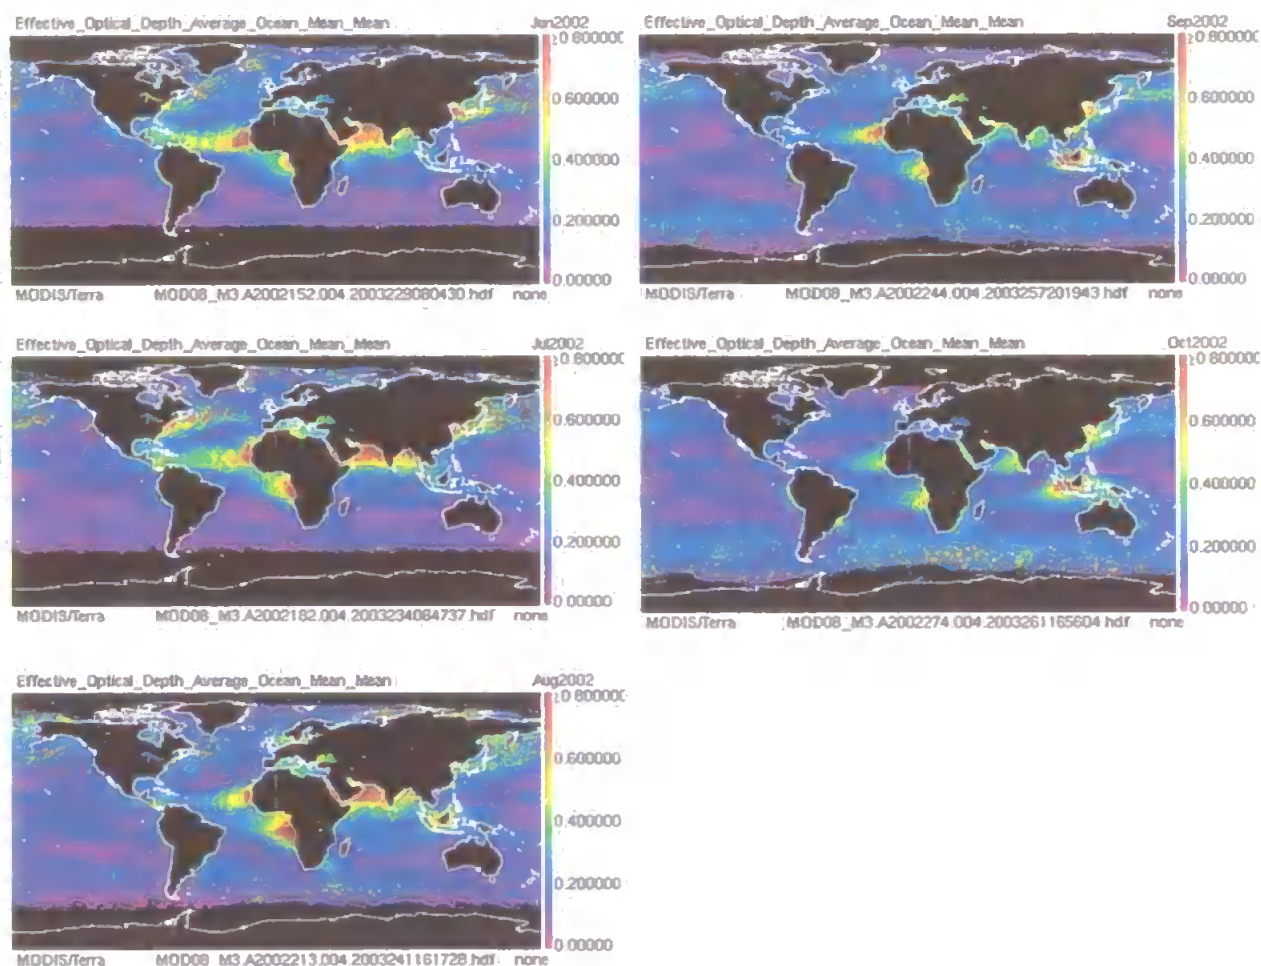 Effective_Optical_Depth_Average_Ocean_Mean_Mean Jun2002
≥0.800000
0.600000
0.400000
0.200000
0.00000
MODIS/Terra MOD08_M3.A2002152.004.2003229080430.hdf none
Effective_Optical_Depth_Average_Ocean_Mean_Mean Sep2002
≥0.800000
0.600000
0.400000
0.200000
0.00000
MODIS/Terra MOD08_M3.A2002244.004.2003257201943.hdf none
Effective_Optical_Depth_Average_Ocean_Mean_Mean Jul2002
≥0.800000
0.600000
0.400000
0.200000
0.00000
MODIS/Terra MOD08_M3.A2002182.004.2003234084737.hdf none
Effective_Optical_Depth_Average_Ocean_Mean_Mean Oct2002
≥0.800000
0.600000
0.400000
0.200000
0.00000
MODIS/Terra MOD08_M3.A2002274.004.2003261165604.hdf none
Effective_Optical_Depth_Average_Ocean_Mean_Mean Aug2002
≥0.800000
0.600000
0.400000
0.200000
0.00000
MODIS/Terra MOD08_M3.A2002213.004.2003241161728.hdf none